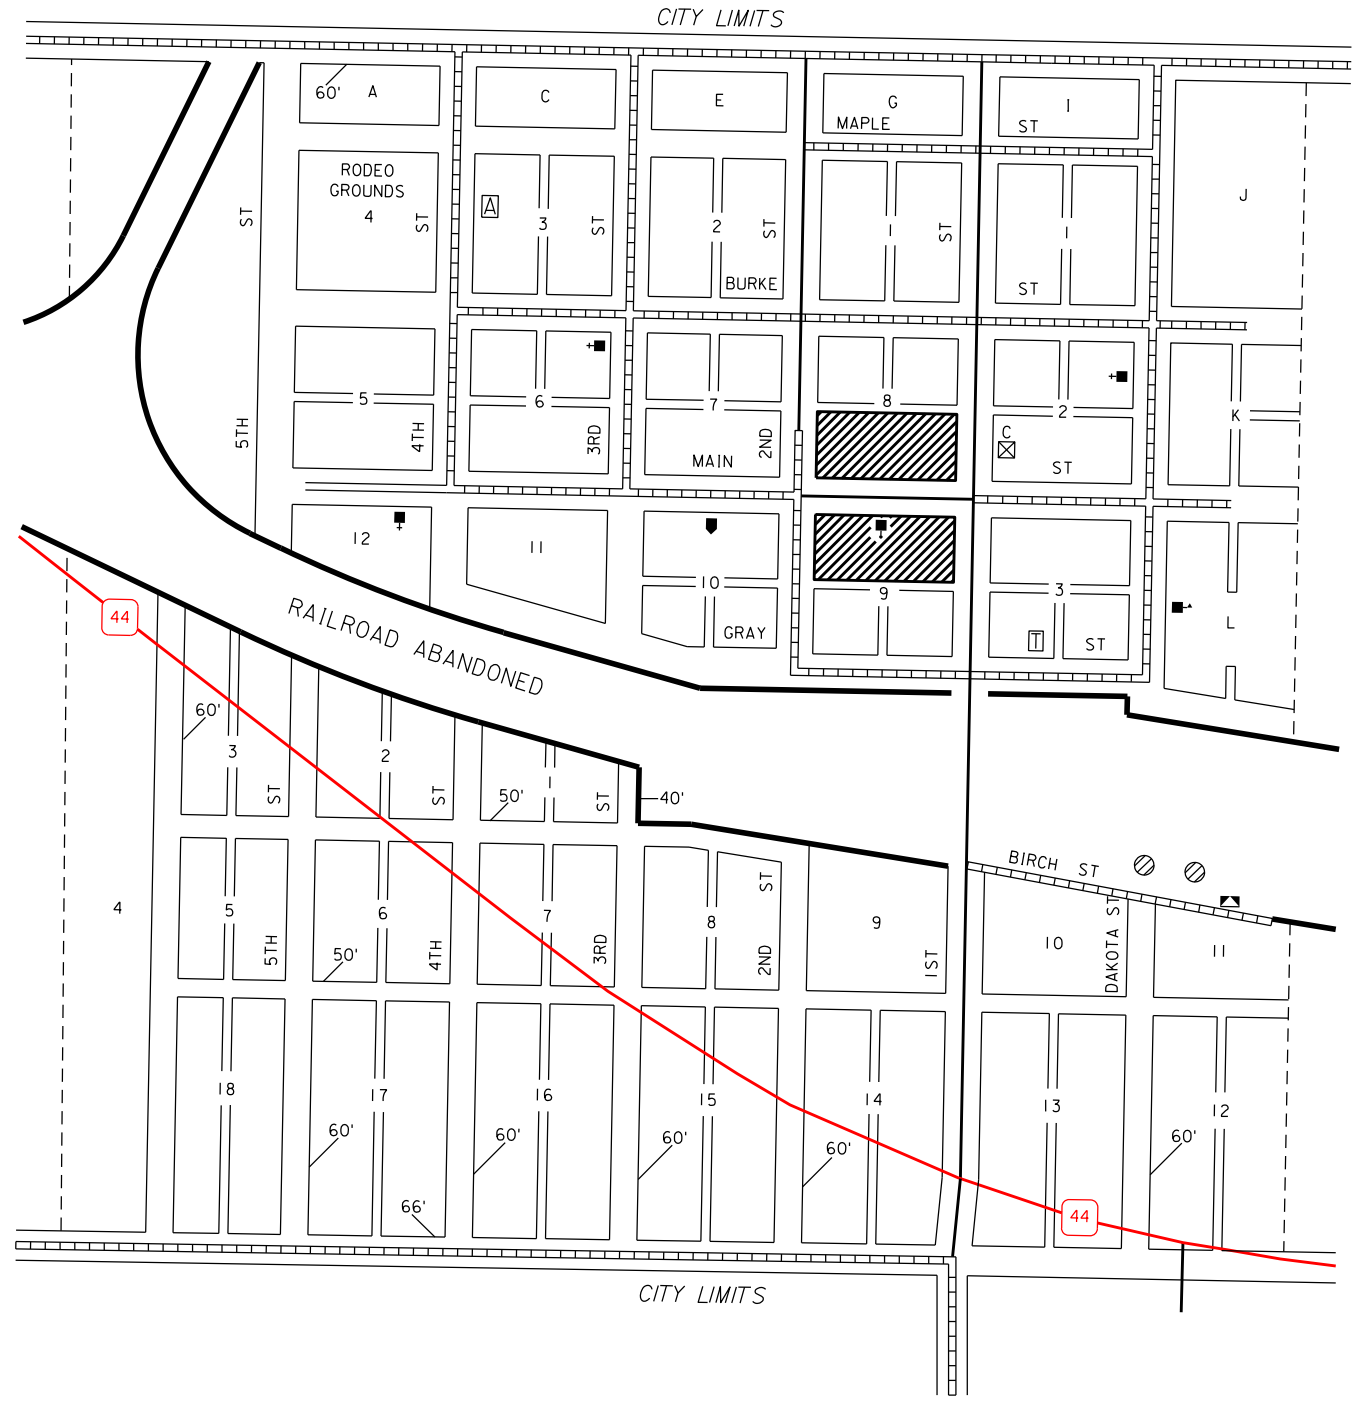 CITY LIMITS
60' A
C
E
G
I
MAPLE ST
RODEO
GROUNDS
4
A
3
2
I
I
J
ST
ST
ST
ST
ST
BURKE ST
5
6
7
8
2
K
5TH
4TH
3RD
2ND
C
MAIN ST
12
11
10
9
3
L
GRAY ST
T
44
RAILROAD ABANDONED
60'
3
2
I
50'
40'
ST
ST
ST
BIRCH ST
4
5
6
7
8
9
10
11
5TH
4TH
3RD
2ND ST
1ST
DAKOTA ST
50'
18
17
16
15
14
13
12
60'
60'
60'
60'
60'
66'
44
CITY LIMITS